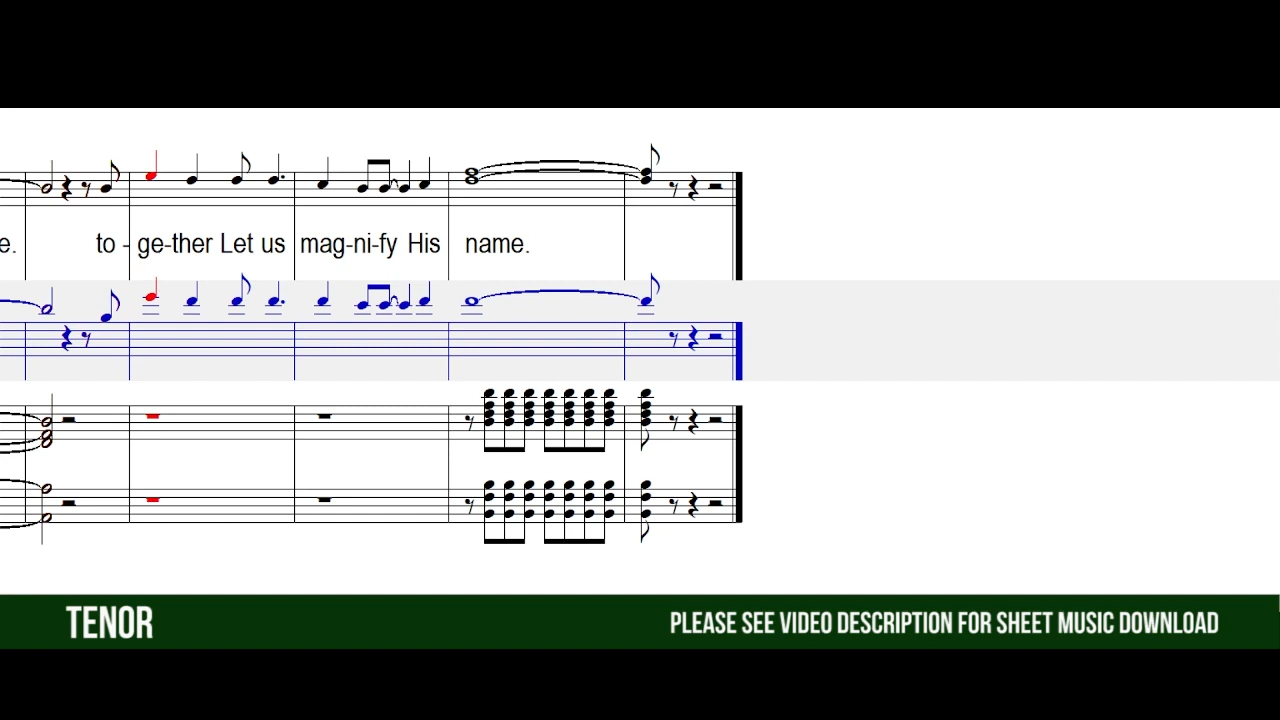 e. to - ge-ther Let us mag-ni-fy His name.
TENOR
PLEASE SEE VIDEO DESCRIPTION FOR SHEET MUSIC DOWNLOAD